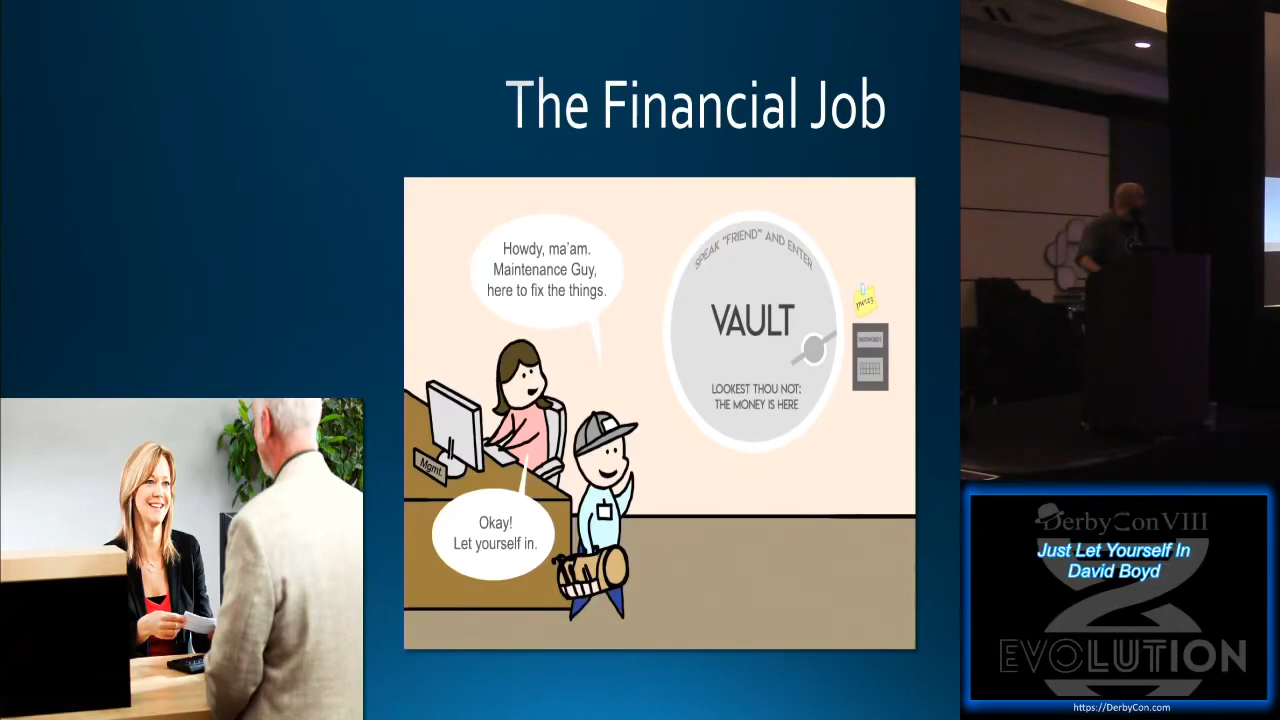 The Financial Job
Howdy, ma'am.
Maintenance Guy,
here to fix the things.
SPEAK "FRIEND" AND ENTER
VAULT
LOOKEST THOU NOT:
THE MONEY IS HERE
Mgmt.
Okay!
Let yourself in.
DerbyCon VIII
Just Let Yourself In
David Boyd
EVOLUTION
https://DerbyCon.com